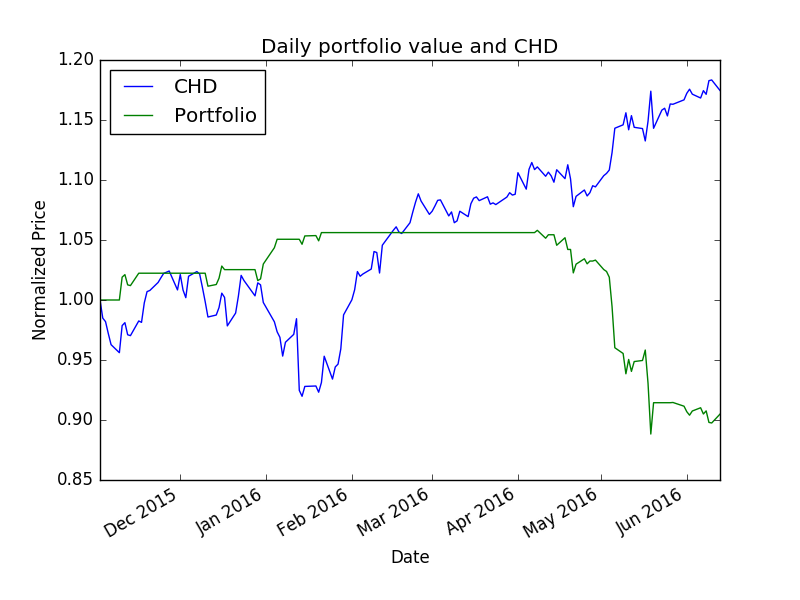 Daily portfolio value and CHD
CHD
Portfolio
1.20
1.15
1.10
1.05
1.00
0.95
0.90
0.85
Normalized Price
Dec 2015
Jan 2016
Feb 2016
Mar 2016
Apr 2016
May 2016
Jun 2016
Date